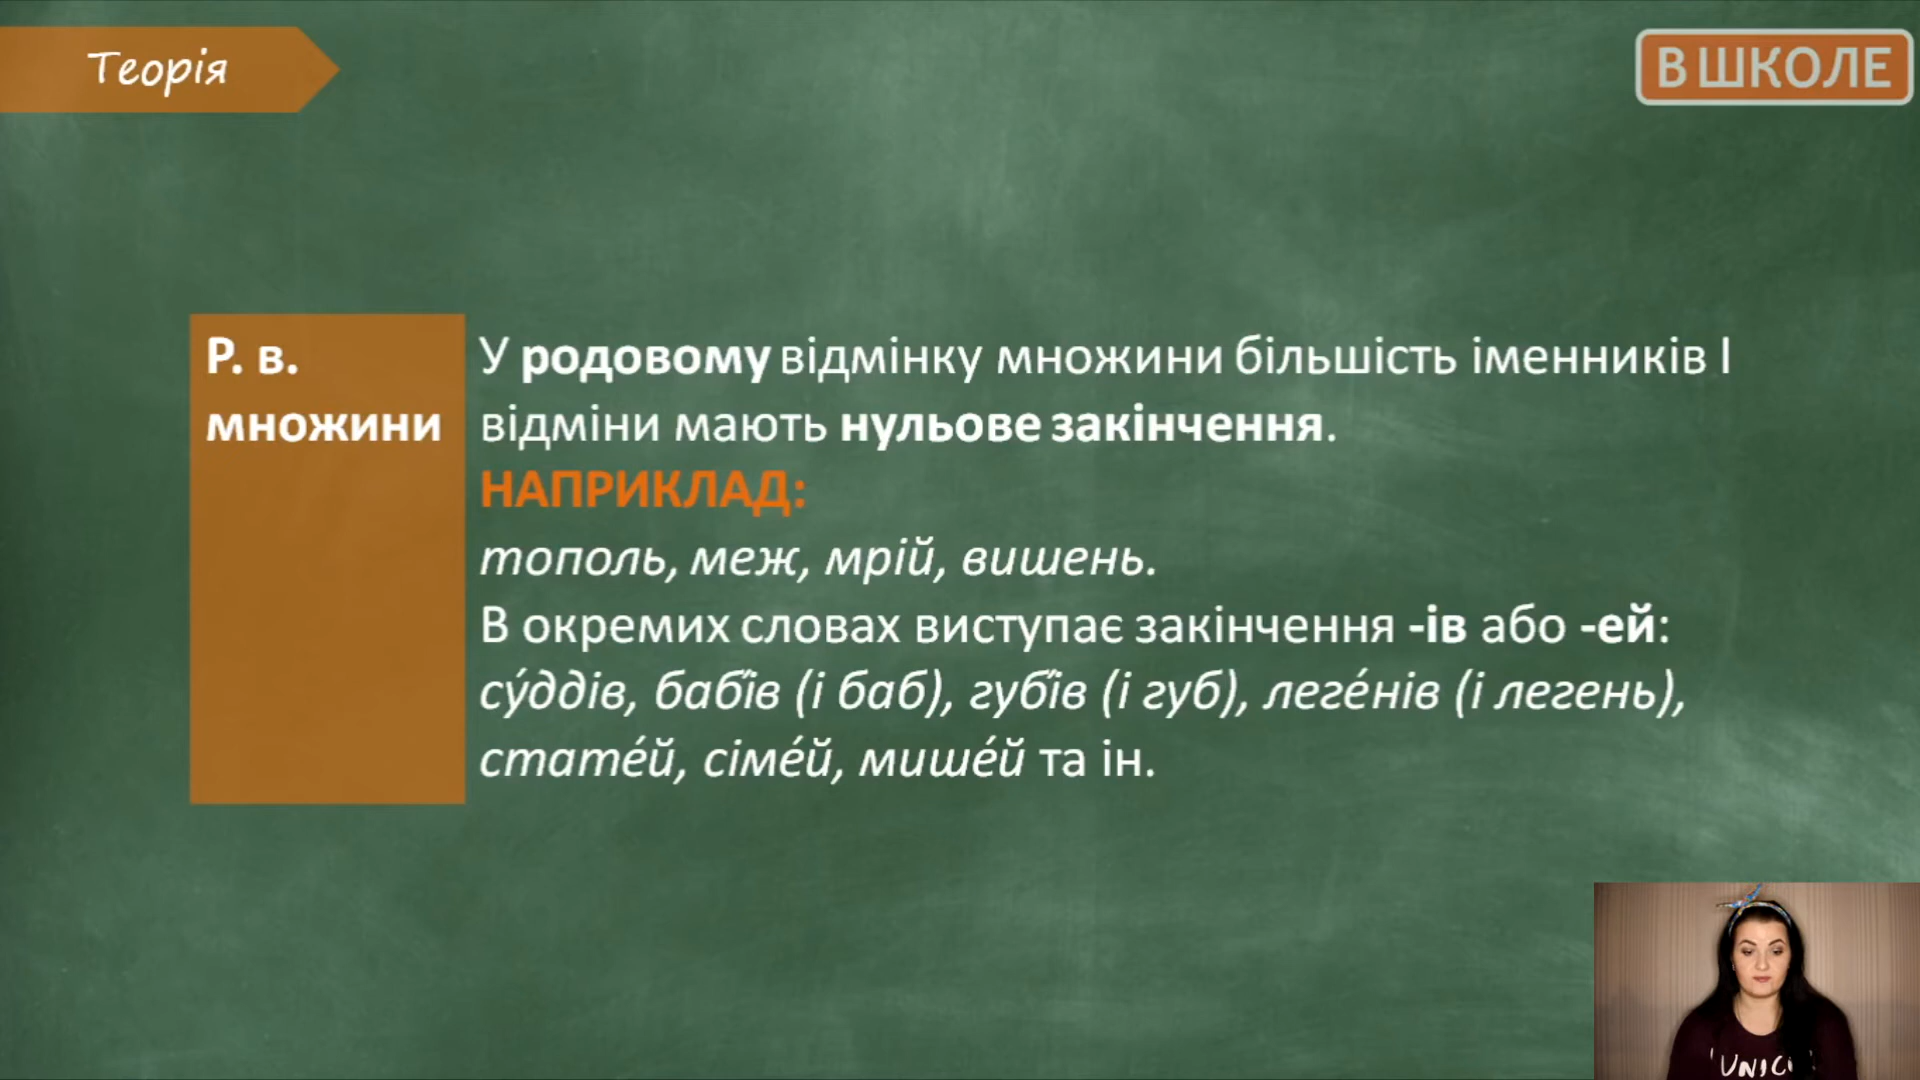 Теорія
В ШКОЛЕ
Р. в.
множини
У родовому відмінку множини більшість іменників І
відміни мають нульове закінчення.
НАПРИКЛАД:
тополь, меж, мрій, вишень.
В окремих словах виступає закінчення -ів або -ей:
су́ддів, бабі́в (і баб), губі́в (і губ), леге́нів (і легень),
стате́й, сіме́й, мише́й та ін.